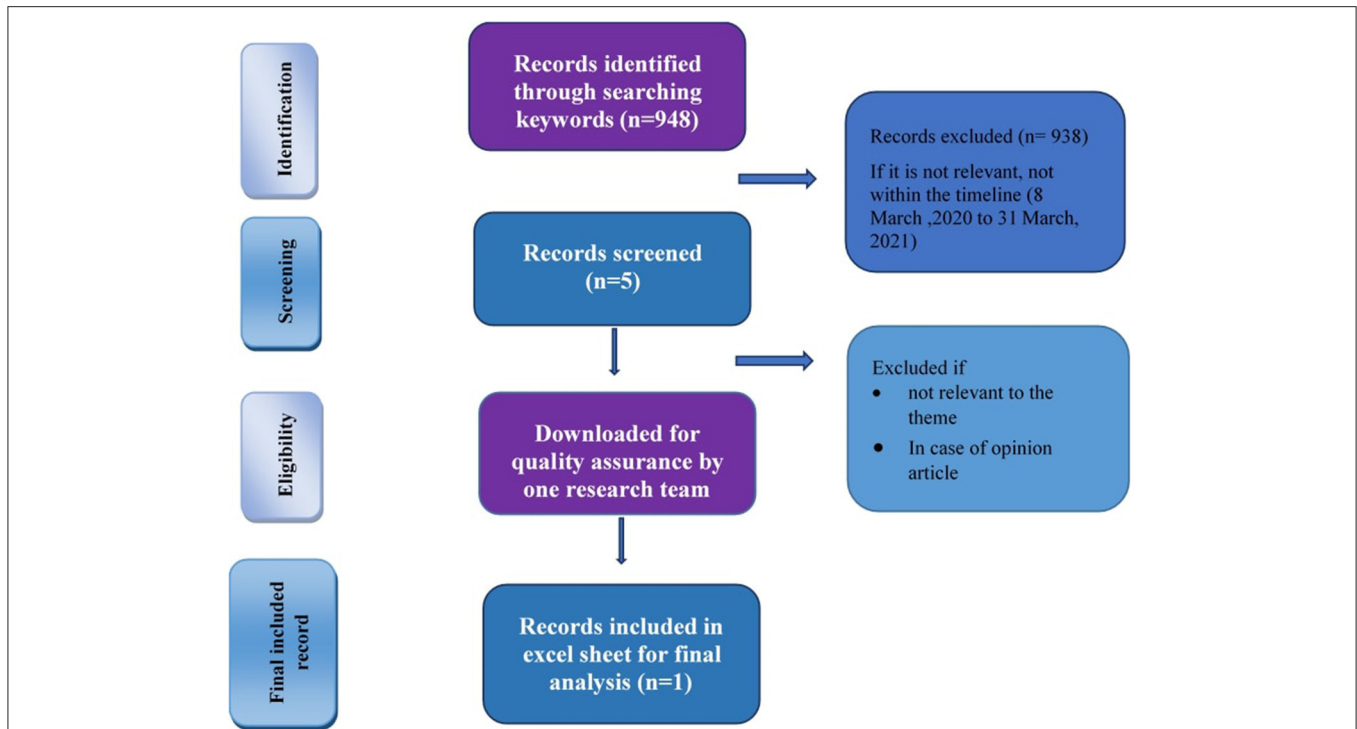 Identification
Records identified
through searching
keywords (n=948)
Records excluded (n= 938)
If it is not relevant, not
within the timeline (8
March ,2020 to 31 March,
2021)
Screening
Records screened
(n=5)
Eligibility
Downloaded for
quality assurance by
one research team
Excluded if
• not relevant to the
theme
• In case of opinion
article
Final included
record
Records included in
excel sheet for final
analysis (n=1)